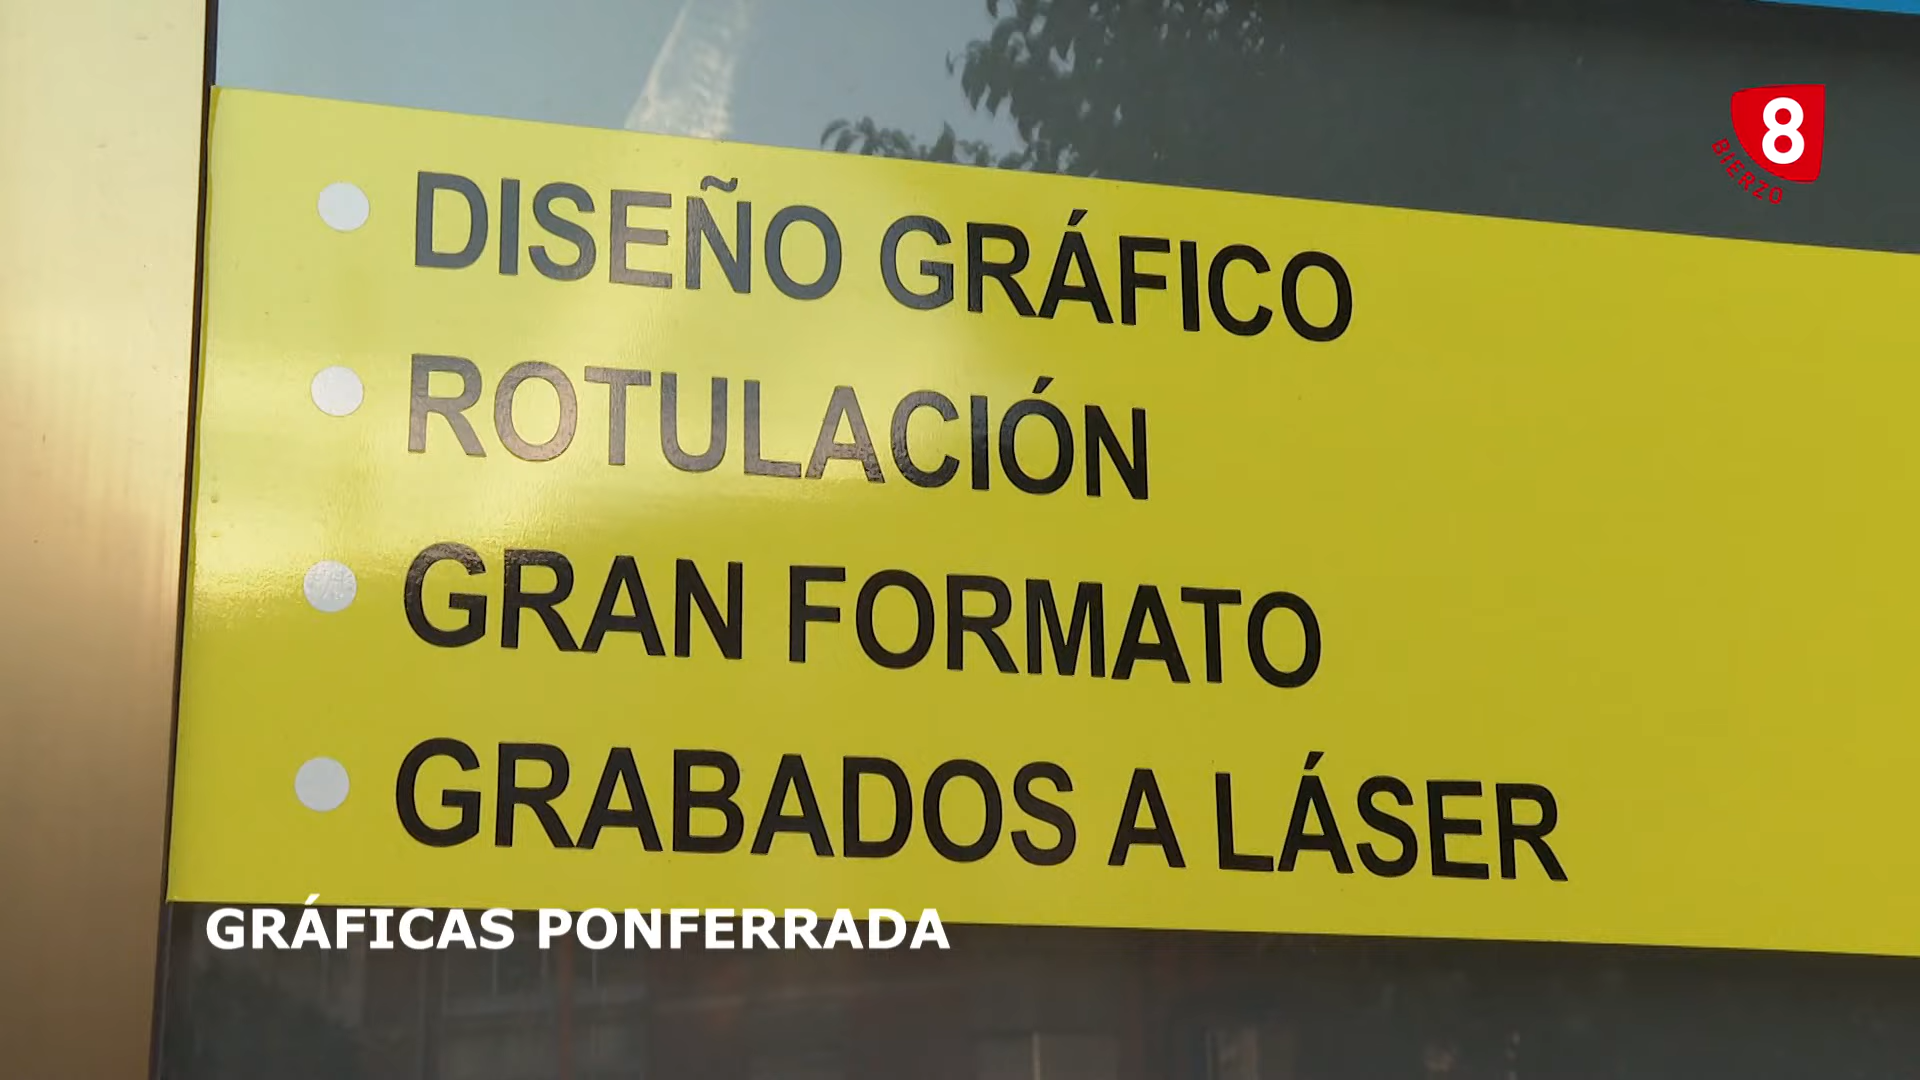 8
BIERZO
DISEÑO GRÁFICO
ROTULACIÓN
GRAN FORMATO
GRABADOS A LÁSER
GRÁFICAS PONFERRADA